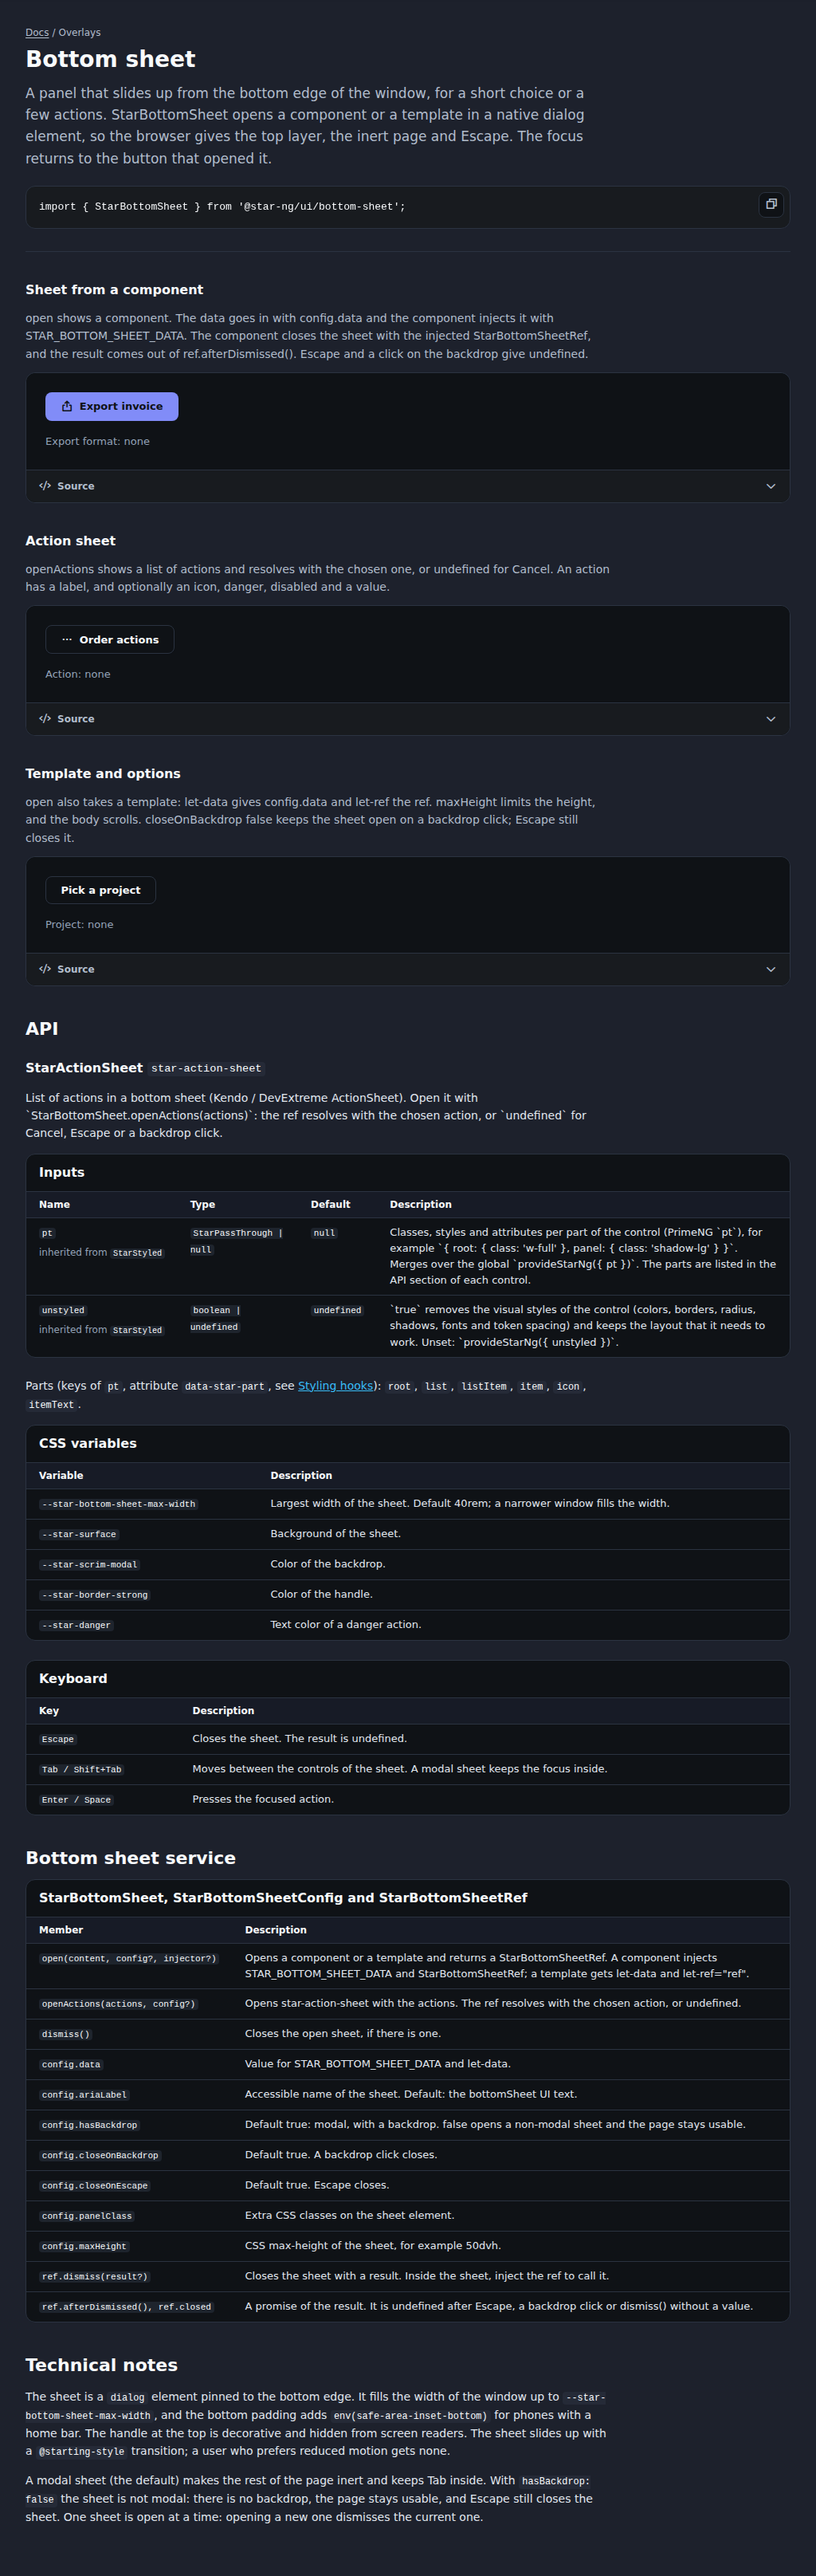 Docs / Overlays
Bottom sheet
A panel that slides up from the bottom edge of the window, for a short choice or a
few actions. StarBottomSheet opens a component or a template in a native dialog
element, so the browser gives the top layer, the inert page and Escape. The focus
returns to the button that opened it.
import { StarBottomSheet } from '@star-ng/ui/bottom-sheet';
Sheet from a component
open shows a component. The data goes in with config.data and the component injects it with
STAR_BOTTOM_SHEET_DATA. The component closes the sheet with the injected StarBottomSheetRef,
and the result comes out of ref.afterDismissed(). Escape and a click on the backdrop give undefined.
Export invoice
Export format: none
Source
Action sheet
openActions shows a list of actions and resolves with the chosen one, or undefined for Cancel. An action
has a label, and optionally an icon, danger, disabled and a value.
Order actions
Action: none
Source
Template and options
open also takes a template: let-data gives config.data and let-ref the ref. maxHeight limits the height,
and the body scrolls. closeOnBackdrop false keeps the sheet open on a backdrop click; Escape still
closes it.
Pick a project
Project: none
Source
API
StarActionSheet star-action-sheet
List of actions in a bottom sheet (Kendo / DevExtreme ActionSheet). Open it with
`StarBottomSheet.openActions(actions)`: the ref resolves with the chosen action, or `undefined` for
Cancel, Escape or a backdrop click.
Inputs
Name Type Default Description
pt StarPassThrough | null Classes, styles and attributes per part of the control (PrimeNG `pt`), for
inherited from StarStyled null example `{ root: { class: 'w-full' }, panel: { class: 'shadow-lg' } }`.
Merges over the global `provideStarNg({ pt })`. The parts are listed in the
API section of each control.
unstyled boolean | undefined `true` removes the visual styles of the control (colors, borders, radius,
inherited from StarStyled undefined shadows, fonts and token spacing) and keeps the layout that it needs to
work. Unset: `provideStarNg({ unstyled })`.
Parts (keys of pt, attribute data-star-part, see Styling hooks): root, list, listItem, item, icon,
itemText.
CSS variables
Variable Description
--star-bottom-sheet-max-width Largest width of the sheet. Default 40rem; a narrower window fills the width.
--star-surface Background of the sheet.
--star-scrim-modal Color of the backdrop.
--star-border-strong Color of the handle.
--star-danger Text color of a danger action.
Keyboard
Key Description
Escape Closes the sheet. The result is undefined.
Tab / Shift+Tab Moves between the controls of the sheet. A modal sheet keeps the focus inside.
Enter / Space Presses the focused action.
Bottom sheet service
StarBottomSheet, StarBottomSheetConfig and StarBottomSheetRef
Member Description
open(content, config?, injector?) Opens a component or a template and returns a StarBottomSheetRef. A component injects
STAR_BOTTOM_SHEET_DATA and StarBottomSheetRef; a template gets let-data and let-ref="ref".
openActions(actions, config?) Opens star-action-sheet with the actions. The ref resolves with the chosen action, or undefined.
dismiss() Closes the open sheet, if there is one.
config.data Value for STAR_BOTTOM_SHEET_DATA and let-data.
config.ariaLabel Accessible name of the sheet. Default: the bottomSheet UI text.
config.hasBackdrop Default true: modal, with a backdrop. false opens a non-modal sheet and the page stays usable.
config.closeOnBackdrop Default true. A backdrop click closes.
config.closeOnEscape Default true. Escape closes.
config.panelClass Extra CSS classes on the sheet element.
config.maxHeight CSS max-height of the sheet, for example 50dvh.
ref.dismiss(result?) Closes the sheet with a result. Inside the sheet, inject the ref to call it.
ref.afterDismissed(), ref.closed A promise of the result. It is undefined after Escape, a backdrop click or dismiss() without a value.
Technical notes
The sheet is a dialog element pinned to the bottom edge. It fills the width of the window up to --star-
bottom-sheet-max-width, and the bottom padding adds env(safe-area-inset-bottom) for phones with a
home bar. The handle at the top is decorative and hidden from screen readers. The sheet slides up with
a @starting-style transition; a user who prefers reduced motion gets none.
A modal sheet (the default) makes the rest of the page inert and keeps Tab inside. With hasBackdrop:
false the sheet is not modal: there is no backdrop, the page stays usable, and Escape still closes the
sheet. One sheet is open at a time: opening a new one dismisses the current one.